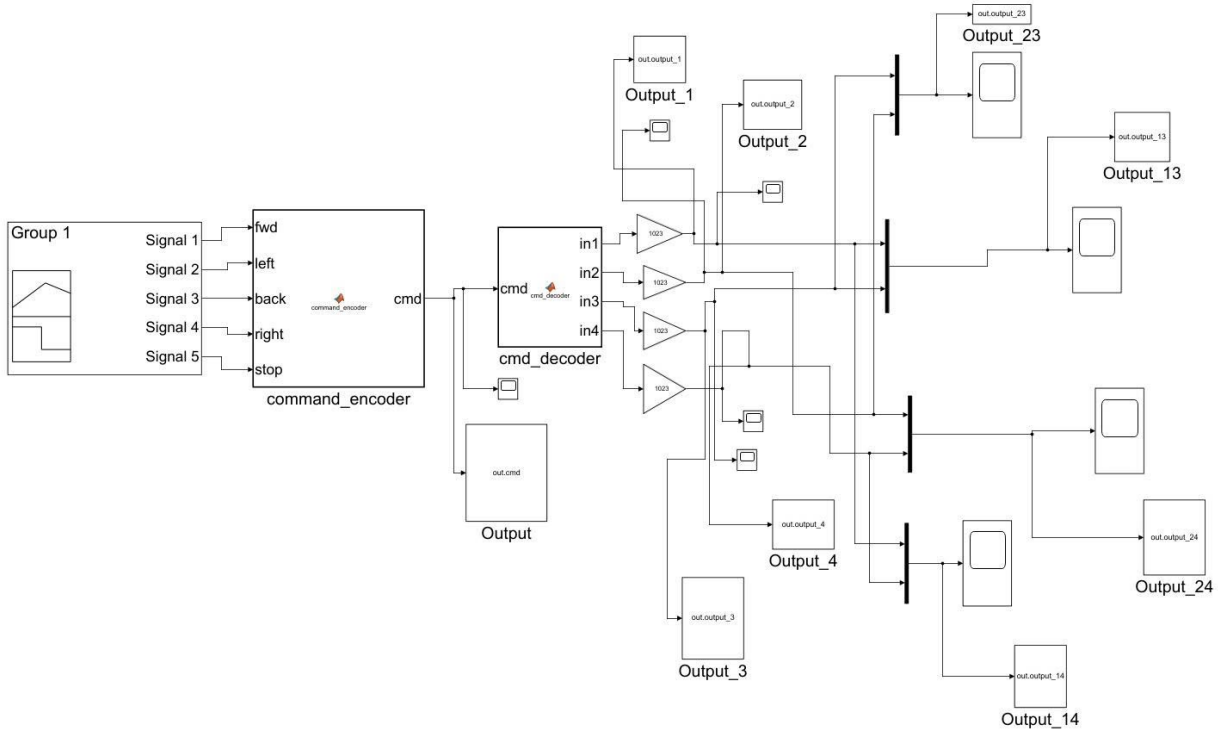 out.output_23
Output_23
out.output_1
Output_1
out.output_2
Output_2
out.output_13
Output_13
Group 1
Signal 1
Signal 2
Signal 3
Signal 4
Signal 5
fwd
left
back
right
stop
command_encoder
cmd
command_encoder
cmd
cmd_decoder
in1
in2
in3
in4
cmd_decoder
1023
1023
1023
1023
out.cmd
Output
out.output_4
Output_4
out.output_24
Output_24
out.output_3
Output_3
out.output_14
Output_14